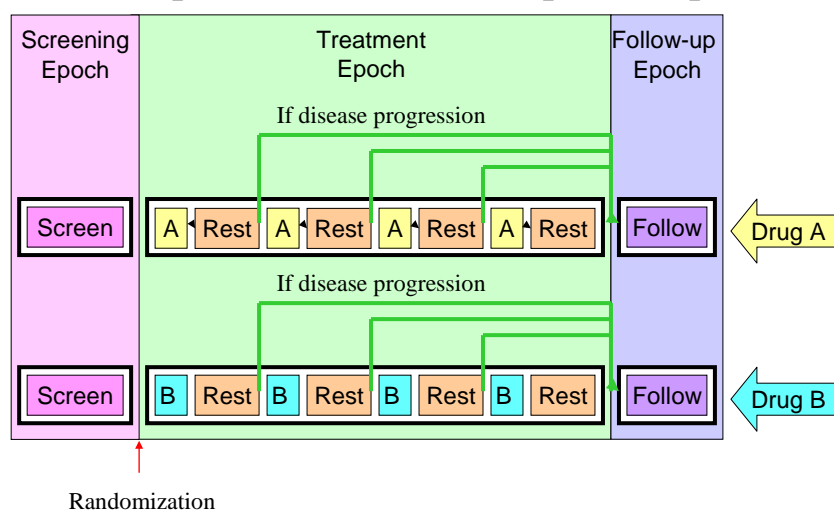 Screening
Epoch
Treatment
Epoch
Follow-up
Epoch
If disease progression
Screen
A
Rest
A
Rest
A
Rest
A
Rest
Follow
Drug A
If disease progression
Screen
B
Rest
B
Rest
B
Rest
B
Rest
Follow
Drug B
Randomization